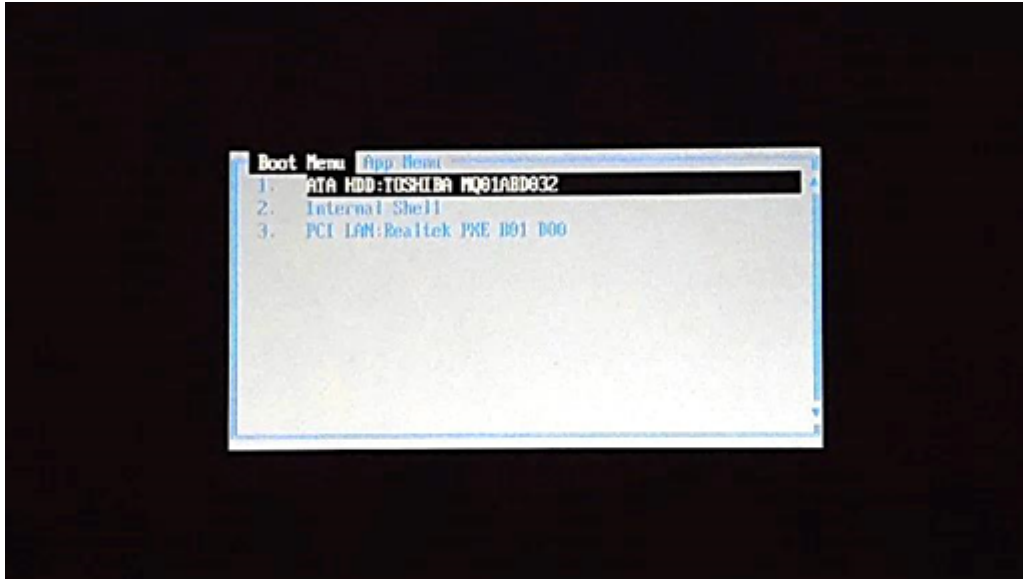 Boot Menu App Menu
1. ATA HDD:TOSHIBA MQ01ABD032
2. Internal Shell
3. PCI LAN:Realtek PXE B01 D00